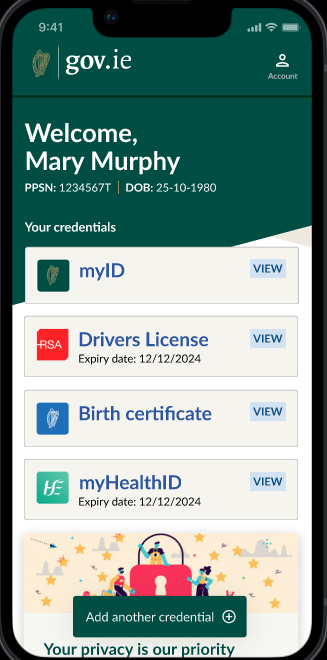 9:41
gov.ie
Account
Welcome,
Mary Murphy
PPSN: 1234567T | DOB: 25-10-1980
Your credentials
myID
VIEW
RSA
Drivers License
VIEW
Expiry date: 12/12/2024
Birth certificate
VIEW
myHealthID
VIEW
Expiry date: 12/12/2024
Add another credential
Your privacy is our priority